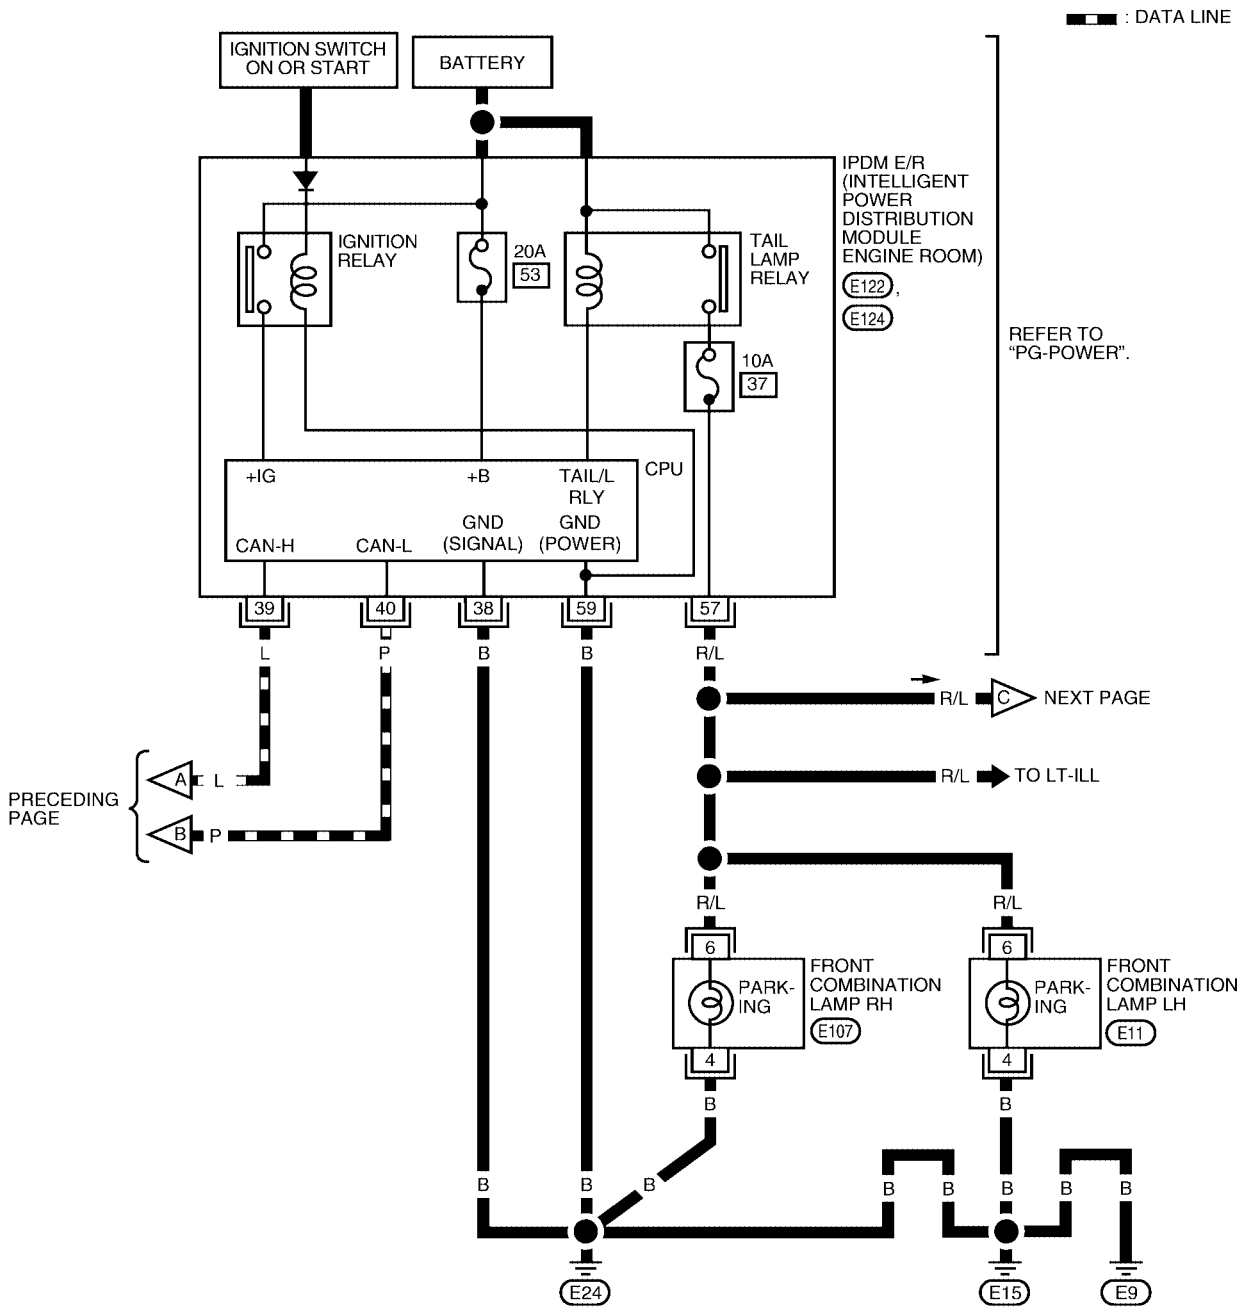 : DATA LINE
IGNITION SWITCH
ON OR START
BATTERY
IPDM E/R
(INTELLIGENT
POWER
DISTRIBUTION
MODULE
ENGINE ROOM)
E122 ,
E124
IGNITION
RELAY
20A
53
TAIL
LAMP
RELAY
10A
37
REFER TO
“PG-POWER”.
CPU
+IG
+B
TAIL/L
RLY
CAN-H
CAN-L
GND
(SIGNAL)
GND
(POWER)
39
40
38
59
57
L
P
B
B
R/L
R/L
C
NEXT PAGE
R/L
TO LT-ILL
PRECEDING
PAGE
A
L
B
P
R/L
R/L
6
PARK-
ING
FRONT
COMBINATION
LAMP RH
E107
4
6
PARK-
ING
FRONT
COMBINATION
LAMP LH
E11
4
B
B
B
B
B
B
B
B
B
B
E24
E15
E9